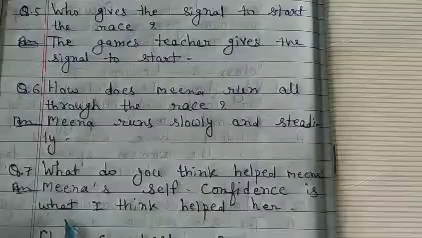 Q.5 Who gives the signal to start
the race ?
Ans The games teacher gives the
signal to start -
Q.6 How does meena run all
through the race ?
Ans Meena runs slowly and steadi-
ly -
Q.7 What do you think helped meena
Ans Meena's self - Confidence is
what I think helped her -